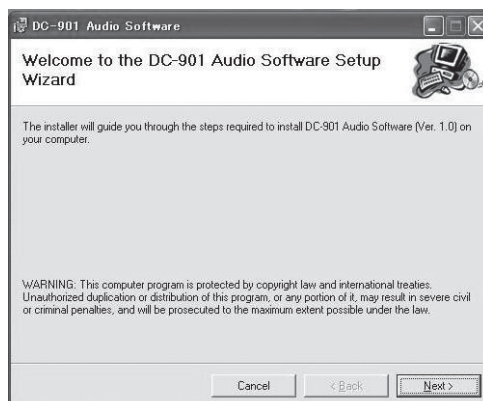 DC-901 Audio Software
Welcome to the DC-901 Audio Software Setup
Wizard
The installer will guide you through the steps required to install DC-901 Audio Software (Ver. 1.0) on
your computer.
WARNING: This computer program is protected by copyright law and international treaties.
Unauthorized duplication or distribution of this program, or any portion of it, may result in severe civil
or criminal penalties, and will be prosecuted to the maximum extent possible under the law.
Cancel < Back Next >